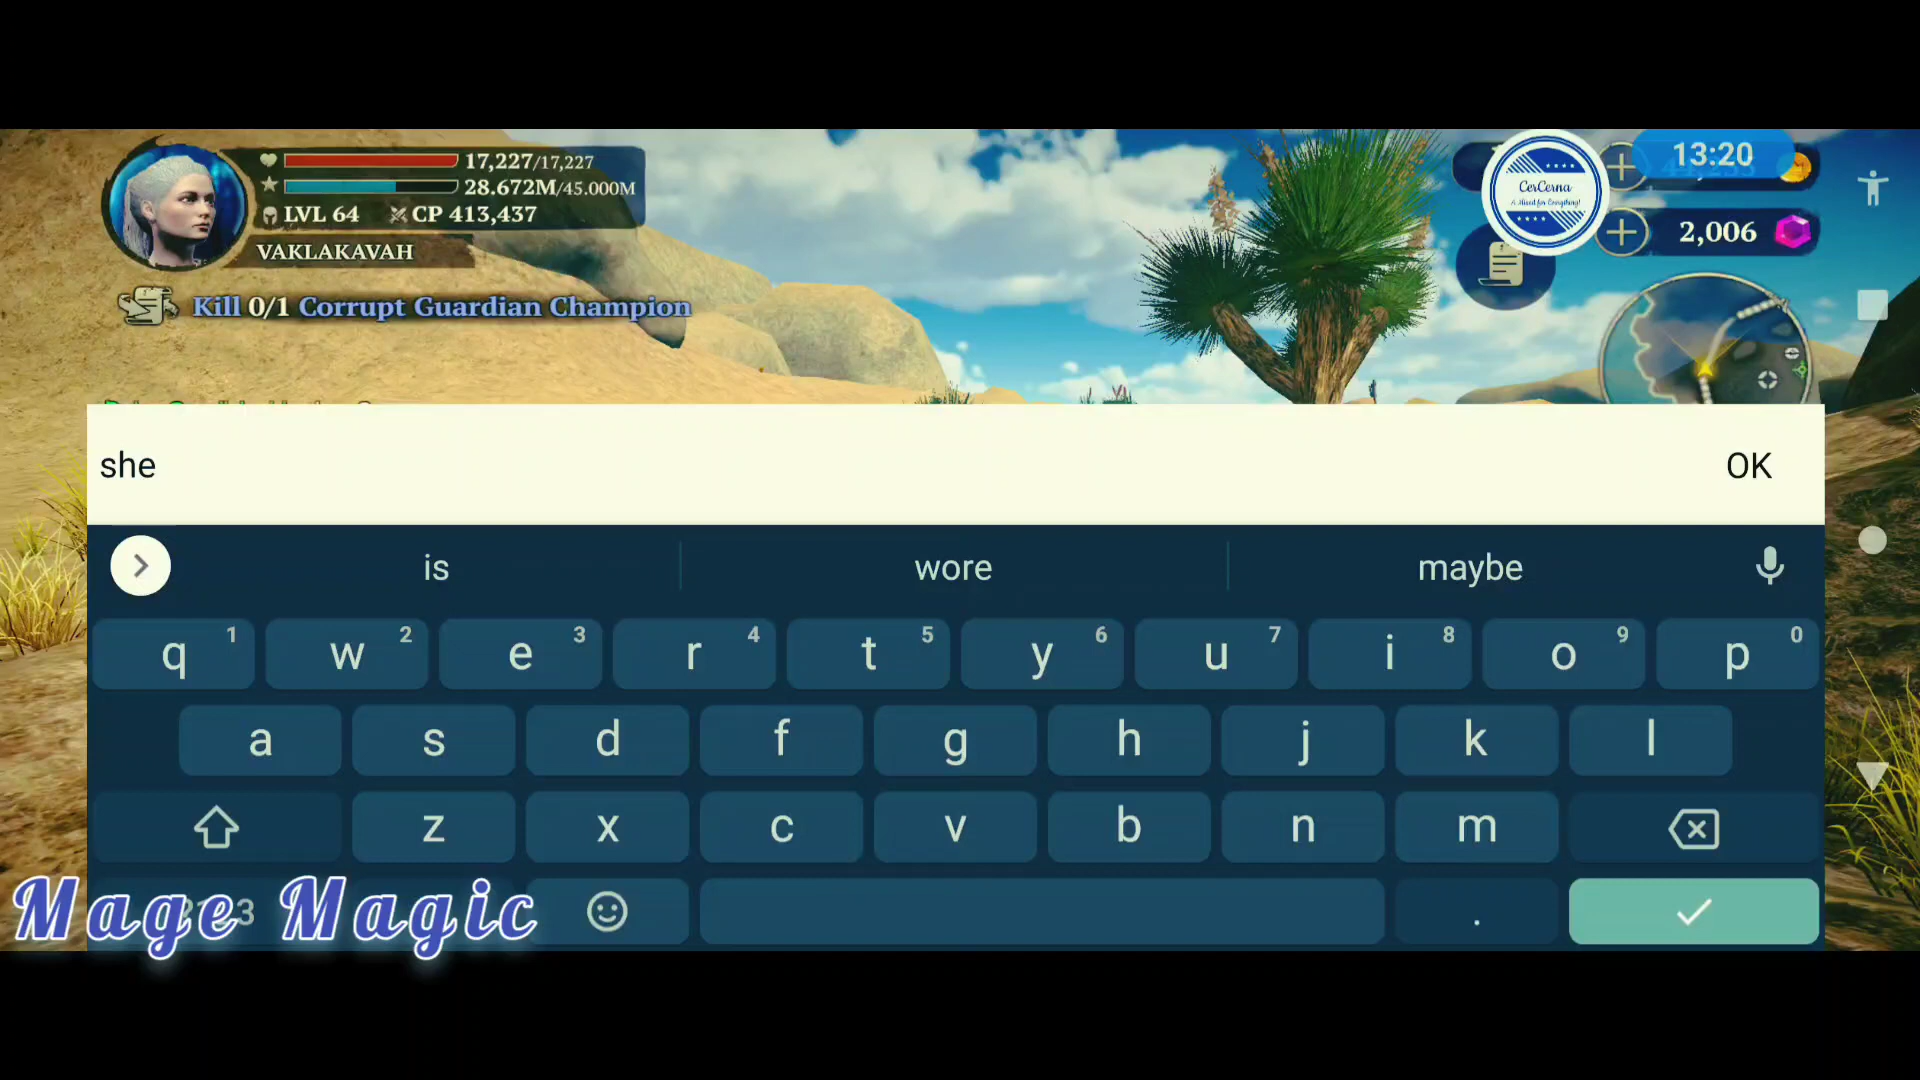 17,227/17,227
28.672M/45.000M
LVL 64 CP 413,437
VAKLAKAVAH
Kill 0/1 Corrupt Guardian Champion
CerCerna
13:20
2,006
she
OK
is wore maybe
q 1 w 2 e 3 r 4 t 5 y 6 u 7 i 8 o 9 p 0
a s d f g h j k l
z x c v b n m
.
Mage Magic